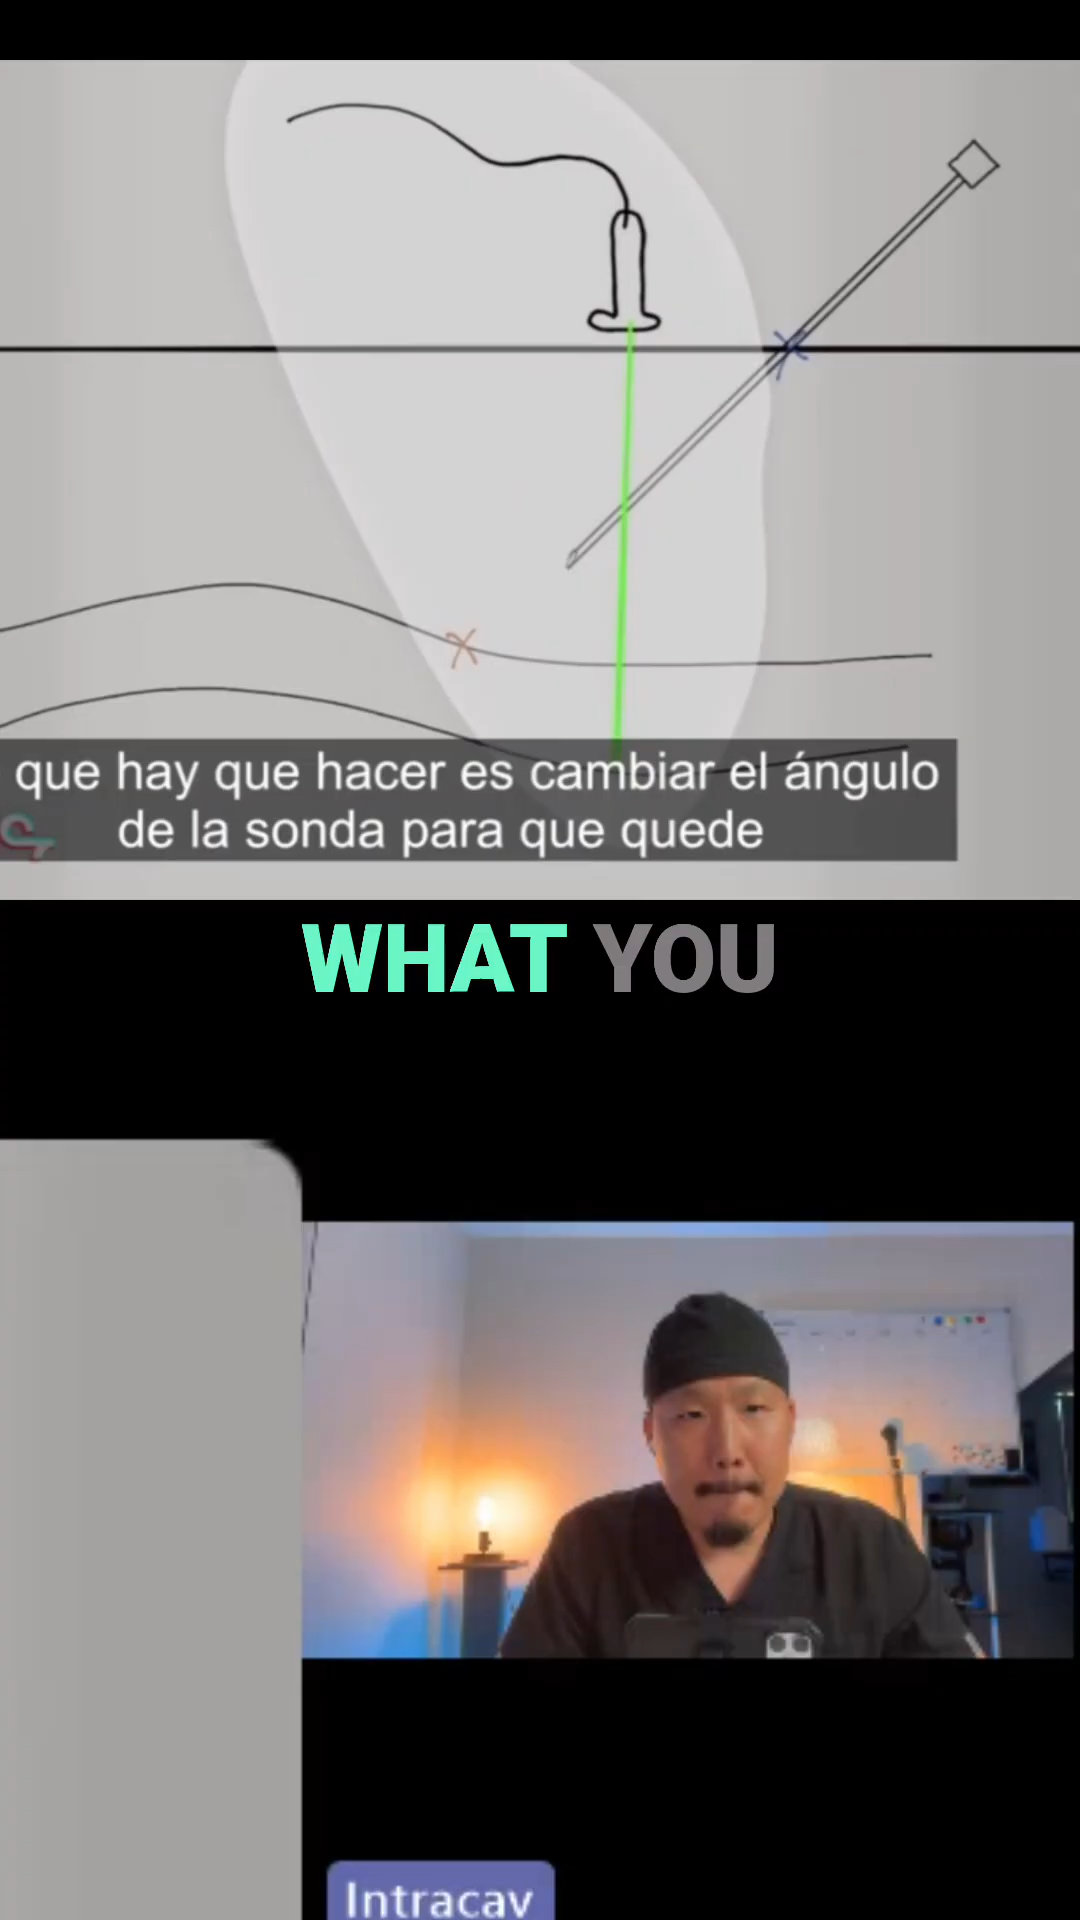 que hay que hacer es cambiar el ángulo
de la sonda para que quede
WHAT YOU
Intracav